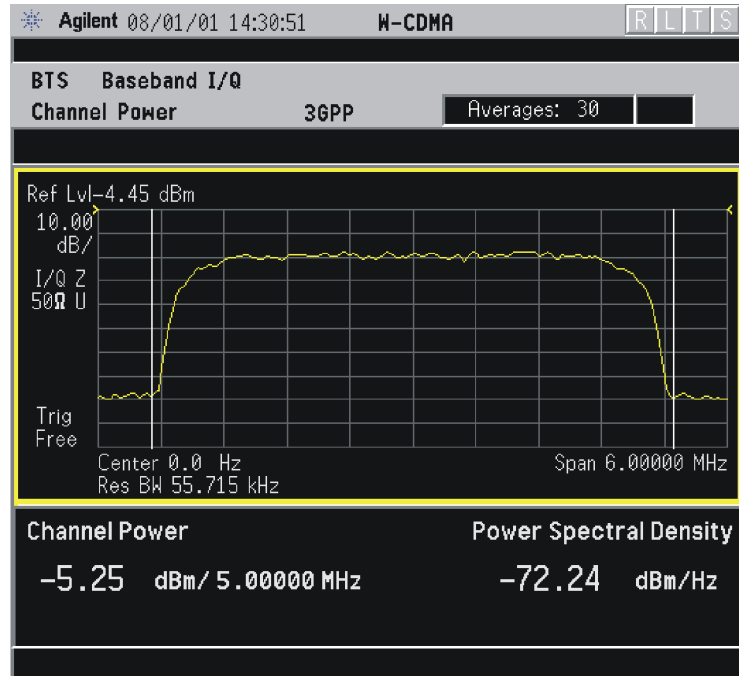 Agilent 08/01/01 14:30:51 W-CDMA R L T S
BTS Baseband I/Q
Channel Power 3GPP Averages: 30
Ref Lvl-4.45 dBm
10.00
dB/
I/Q Z
50Ω U
Trig
Free
Center 0.0 Hz Span 6.00000 MHz
Res BW 55.715 kHz
Channel Power Power Spectral Density
-5.25 dBm/ 5.00000 MHz -72.24 dBm/Hz